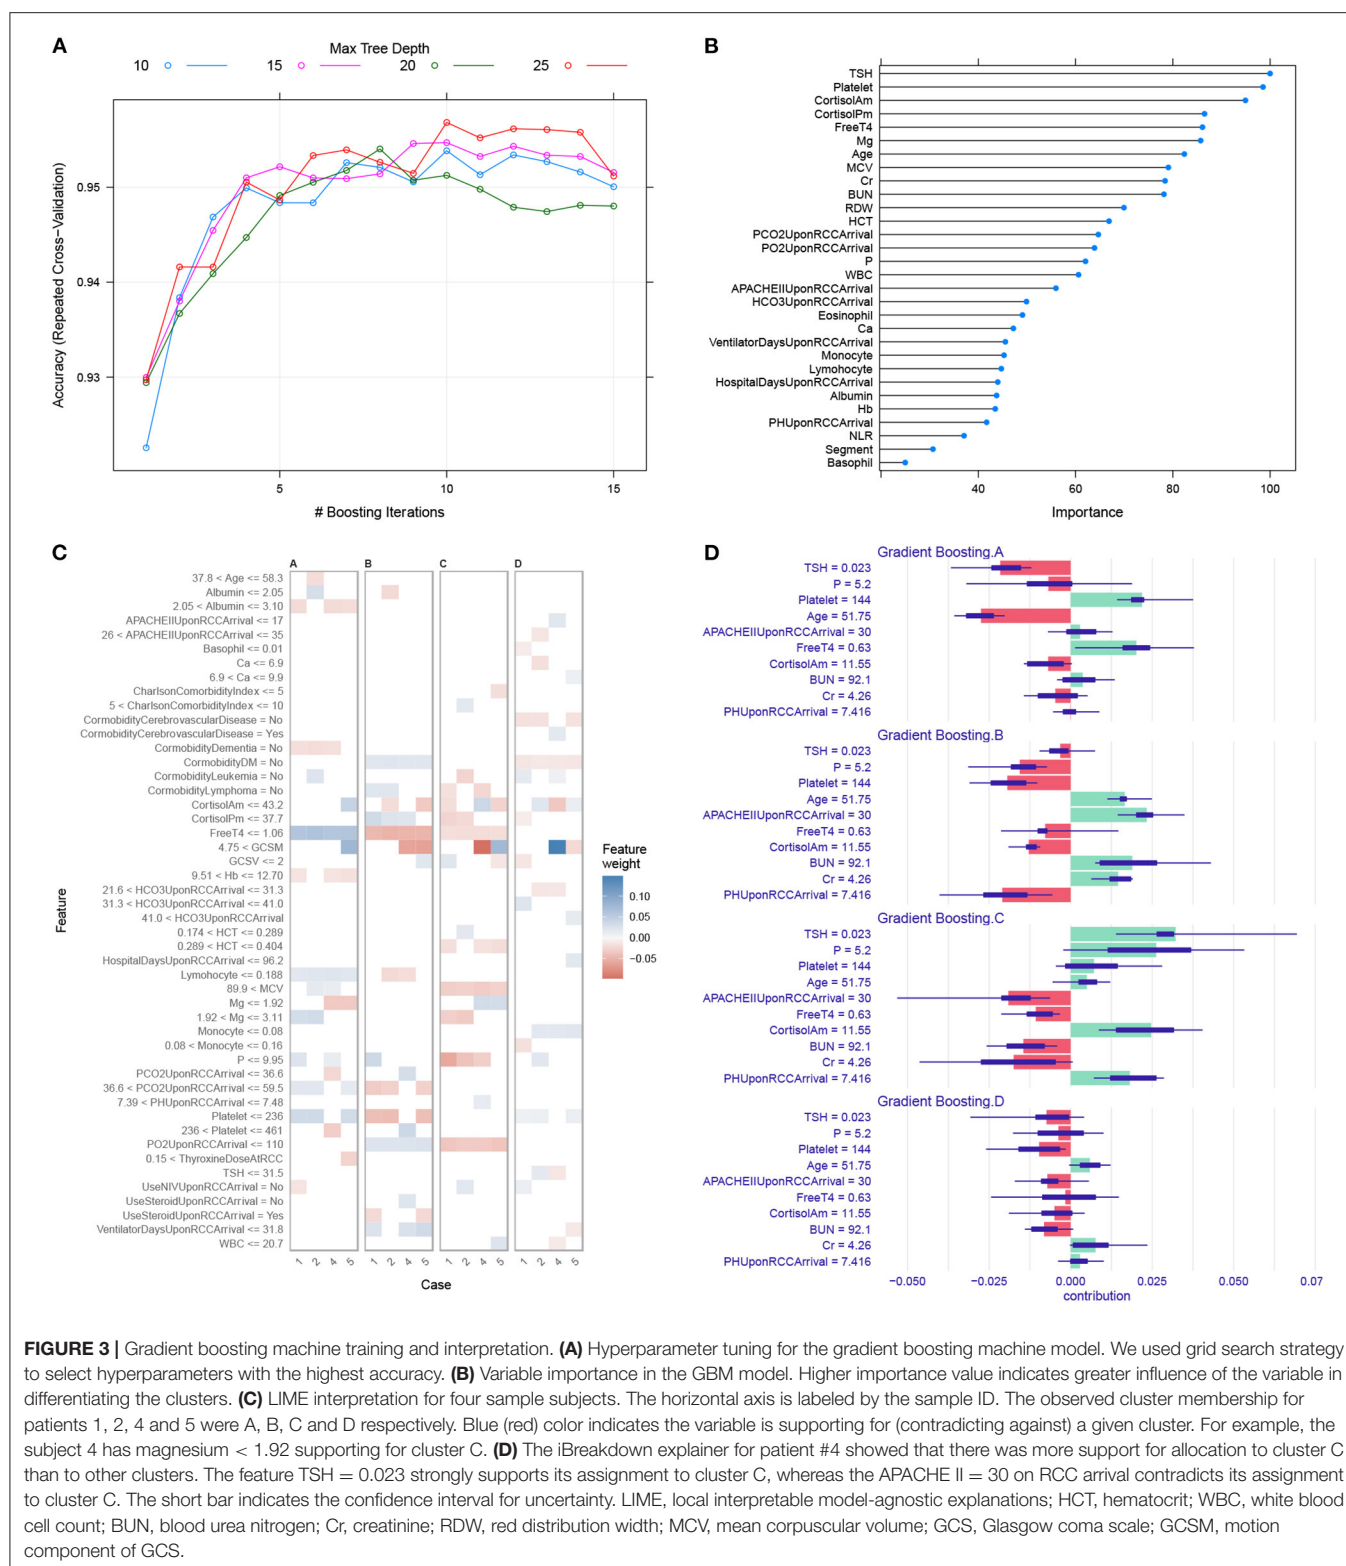 A
Max Tree Depth
10 15 20 25
Accuracy (Repeated Cross−Validation)
0.95
0.94
0.93
5 10 15
# Boosting Iterations
B
TSH
Platelet
CortisolAm
CortisolPm
FreeT4
Mg
Age
MCV
Cr
BUN
RDW
HCT
PCO2UponRCCArrival
PO2UponRCCArrival
P
WBC
APACHEIIUponRCCArrival
HCO3UponRCCArrival
Eosinophil
Ca
VentilatorDaysUponRCCArrival
Monocyte
Lymohocyte
HospitalDaysUponRCCArrival
Albumin
Hb
PHUponRCCArrival
NLR
Segment
Basophil
40 60 80 100
Importance
C
A B C D
37.8 < Age <= 58.3
Albumin <= 2.05
2.05 < Albumin <= 3.10
APACHEIIUponRCCArrival <= 17
26 < APACHEIIUponRCCArrival <= 35
Basophil <= 0.01
Ca <= 6.9
6.9 < Ca <= 9.9
CharlsonComorbidityIndex <= 5
5 < CharlsonComorbidityIndex <= 10
CormobidityCerebrovascularDisease = No
CormobidityCerebrovascularDisease = Yes
CormobidityDementia = No
CormobidityDM = No
CormobidityLeukemia = No
CormobidityLymphoma = No
CortisolAm <= 43.2
CortisolPm <= 37.7
FreeT4 <= 1.06
4.75 < GCSM
GCSV <= 2
9.51 < Hb <= 12.70
21.6 < HCO3UponRCCArrival <= 31.3
31.3 < HCO3UponRCCArrival <= 41.0
41.0 < HCO3UponRCCArrival
0.174 < HCT <= 0.289
0.289 < HCT <= 0.404
HospitalDaysUponRCCArrival <= 96.2
Lymohocyte <= 0.188
89.9 < MCV
Mg <= 1.92
1.92 < Mg <= 3.11
Monocyte <= 0.08
0.08 < Monocyte <= 0.16
P <= 9.95
PCO2UponRCCArrival <= 36.6
36.6 < PCO2UponRCCArrival <= 59.5
7.39 < PHUponRCCArrival <= 7.48
Platelet <= 236
236 < Platelet <= 461
PO2UponRCCArrival <= 110
0.15 < ThyroxineDoseAtRCC
TSH <= 31.5
UseNIVUponRCCArrival = No
UseSteroidUponRCCArrival = No
UseSteroidUponRCCArrival = Yes
VentilatorDaysUponRCCArrival <= 31.8
WBC <= 20.7
Feature
1 2 4 5 1 2 4 5 1 2 4 5 1 2 4 5
Case
Feature
weight
0.10
0.05
0.00
−0.05
D
Gradient Boosting.A
TSH = 0.023
P = 5.2
Platelet = 144
Age = 51.75
APACHEIIUponRCCArrival = 30
FreeT4 = 0.63
CortisolAm = 11.55
BUN = 92.1
Cr = 4.26
PHUponRCCArrival = 7.416
Gradient Boosting.B
TSH = 0.023
P = 5.2
Platelet = 144
Age = 51.75
APACHEIIUponRCCArrival = 30
FreeT4 = 0.63
CortisolAm = 11.55
BUN = 92.1
Cr = 4.26
PHUponRCCArrival = 7.416
Gradient Boosting.C
TSH = 0.023
P = 5.2
Platelet = 144
Age = 51.75
APACHEIIUponRCCArrival = 30
FreeT4 = 0.63
CortisolAm = 11.55
BUN = 92.1
Cr = 4.26
PHUponRCCArrival = 7.416
Gradient Boosting.D
TSH = 0.023
P = 5.2
Platelet = 144
Age = 51.75
APACHEIIUponRCCArrival = 30
FreeT4 = 0.63
CortisolAm = 11.55
BUN = 92.1
Cr = 4.26
PHUponRCCArrival = 7.416
−0.050 −0.025 0.000 0.025 0.050 0.07
contribution
FIGURE 3 | Gradient boosting machine training and interpretation. (A) Hyperparameter tuning for the gradient boosting machine model. We used grid search strategy
to select hyperparameters with the highest accuracy. (B) Variable importance in the GBM model. Higher importance value indicates greater influence of the variable in
differentiating the clusters. (C) LIME interpretation for four sample subjects. The horizontal axis is labeled by the sample ID. The observed cluster membership for
patients 1, 2, 4 and 5 were A, B, C and D respectively. Blue (red) color indicates the variable is supporting for (contradicting against) a given cluster. For example, the
subject 4 has magnesium < 1.92 supporting for cluster C. (D) The iBreakdown explainer for patient #4 showed that there was more support for allocation to cluster C
than to other clusters. The feature TSH = 0.023 strongly supports its assignment to cluster C, whereas the APACHE II = 30 on RCC arrival contradicts its assignment
to cluster C. The short bar indicates the confidence interval for uncertainty. LIME, local interpretable model-agnostic explanations; HCT, hematocrit; WBC, white blood
cell count; BUN, blood urea nitrogen; Cr, creatinine; RDW, red distribution width; MCV, mean corpuscular volume; GCS, Glasgow coma scale; GCSM, motion
component of GCS.